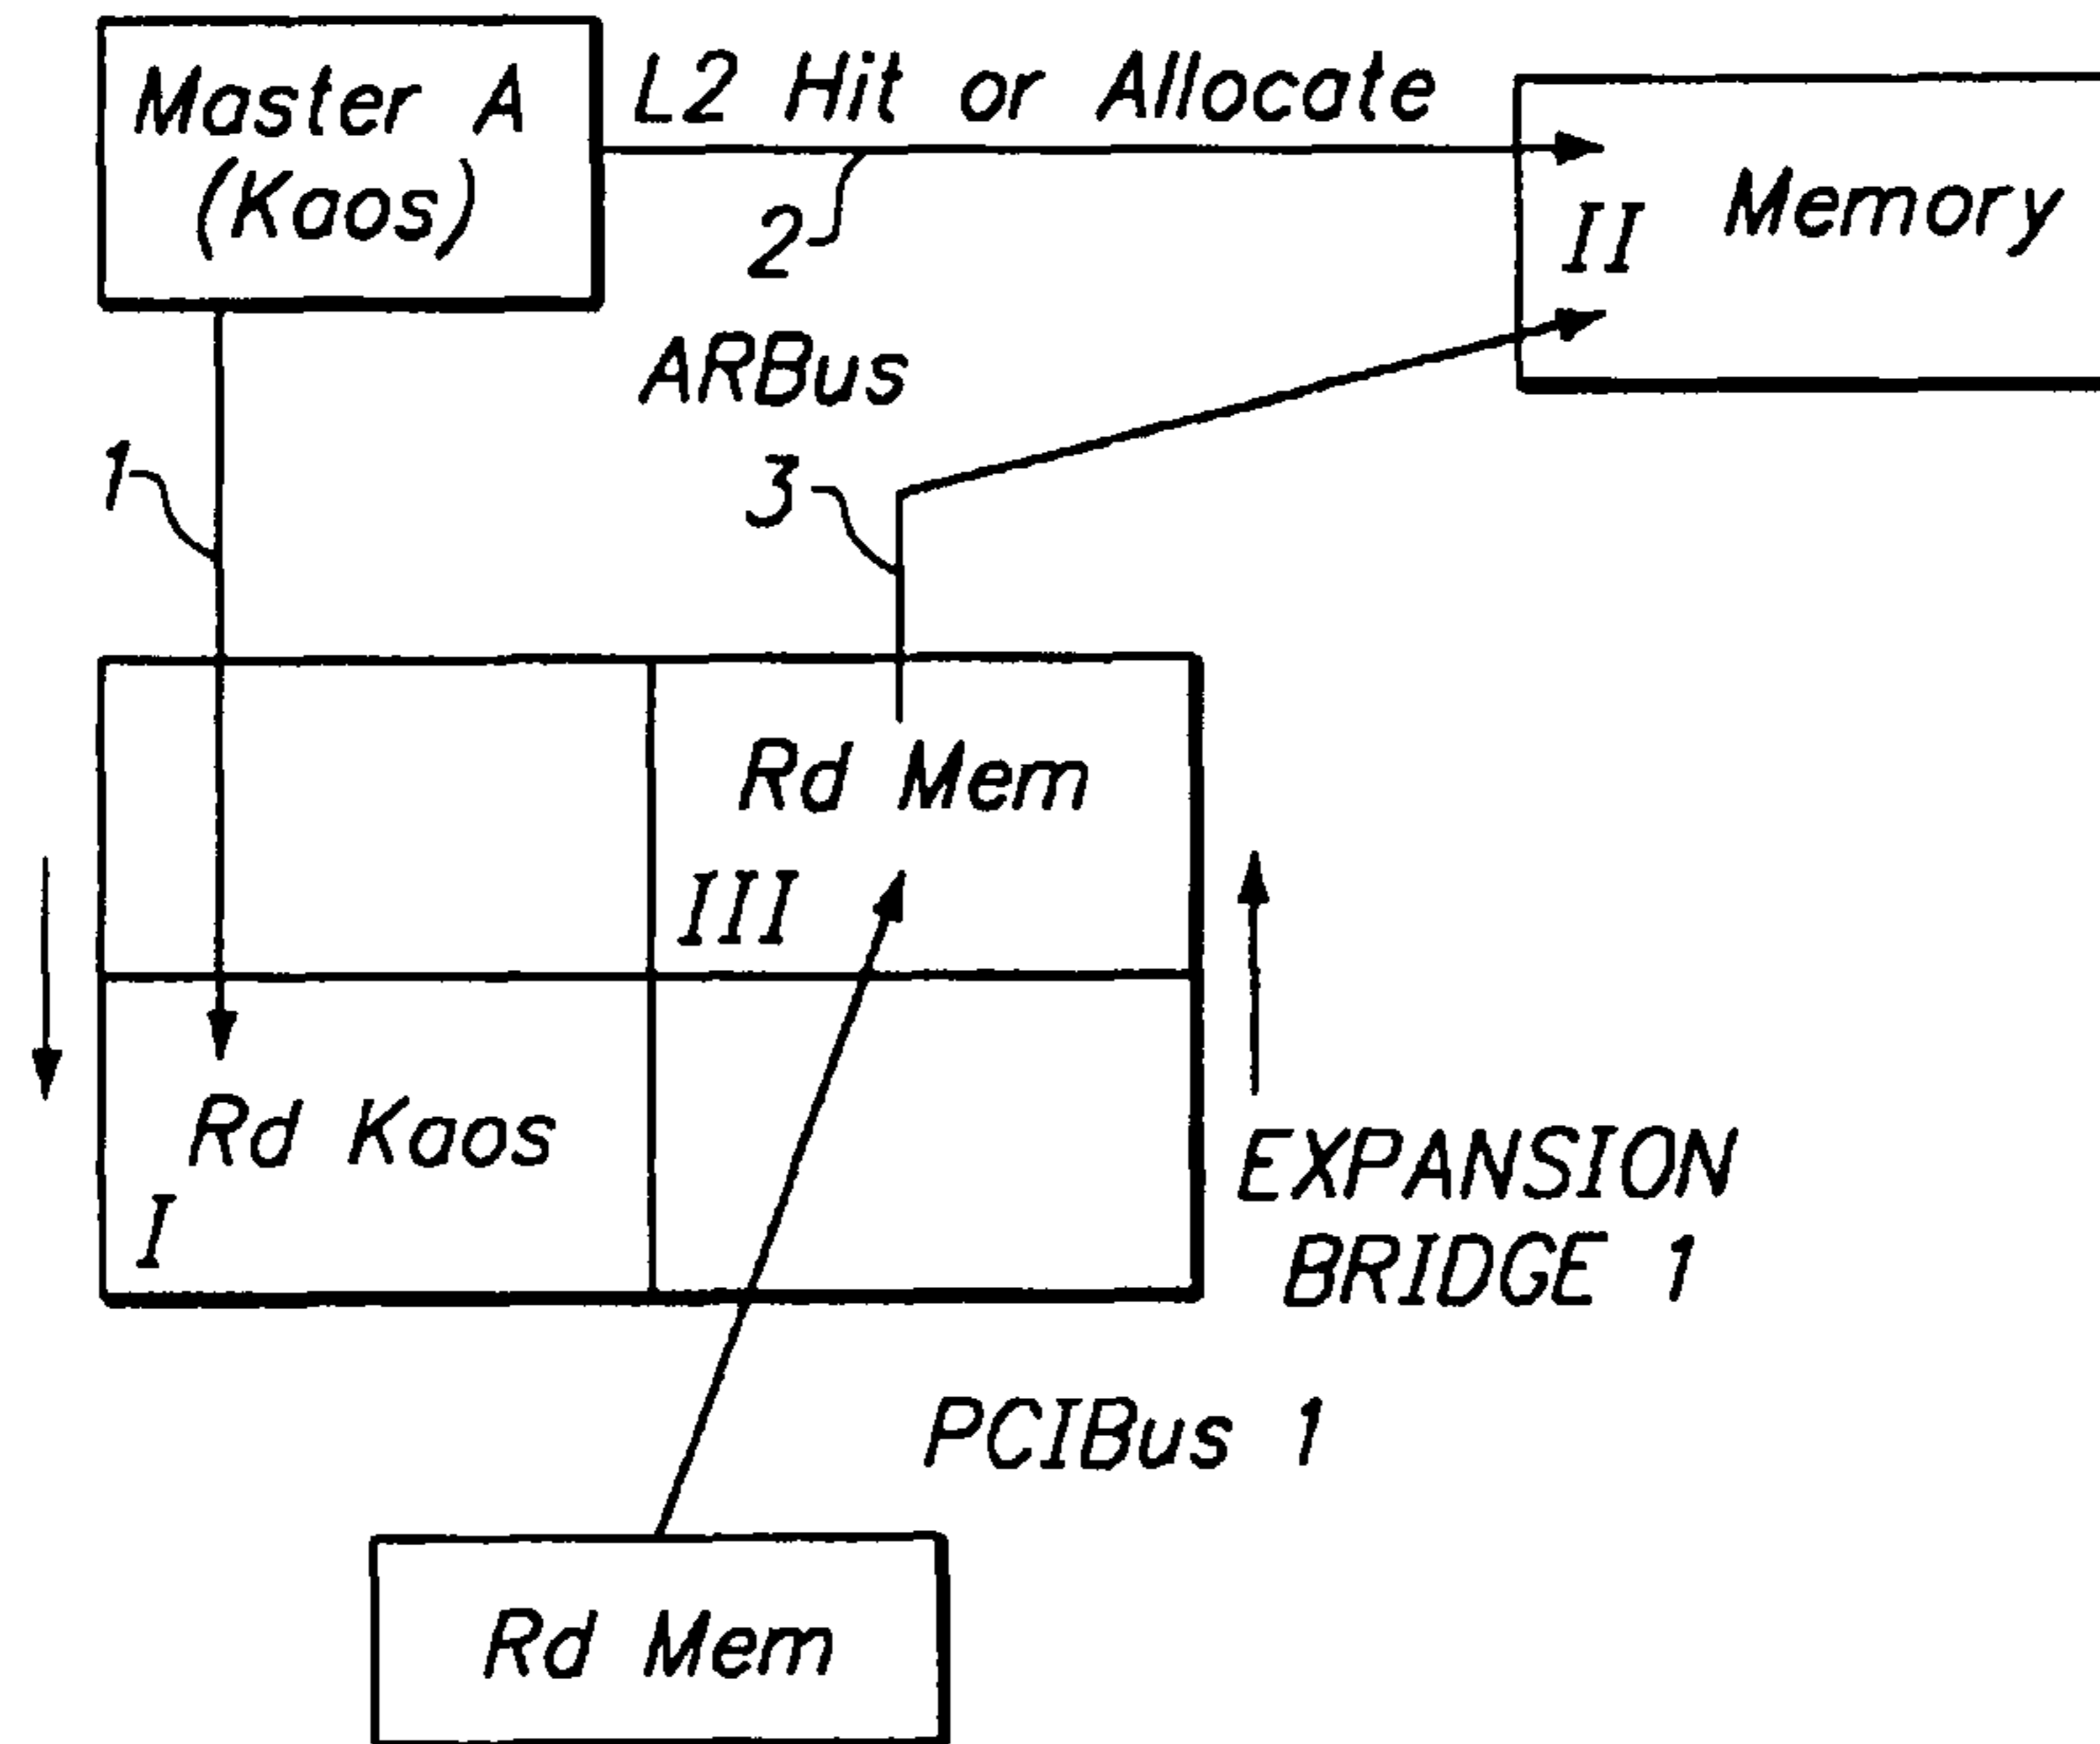 Master A
(Kaos)
L2 Hit or Allocate
2
II
Memory
ARBus
1
3
Rd Mem
III
Rd Kaos
I
EXPANSION
BRIDGE 1
PCIBus 1
Rd Mem